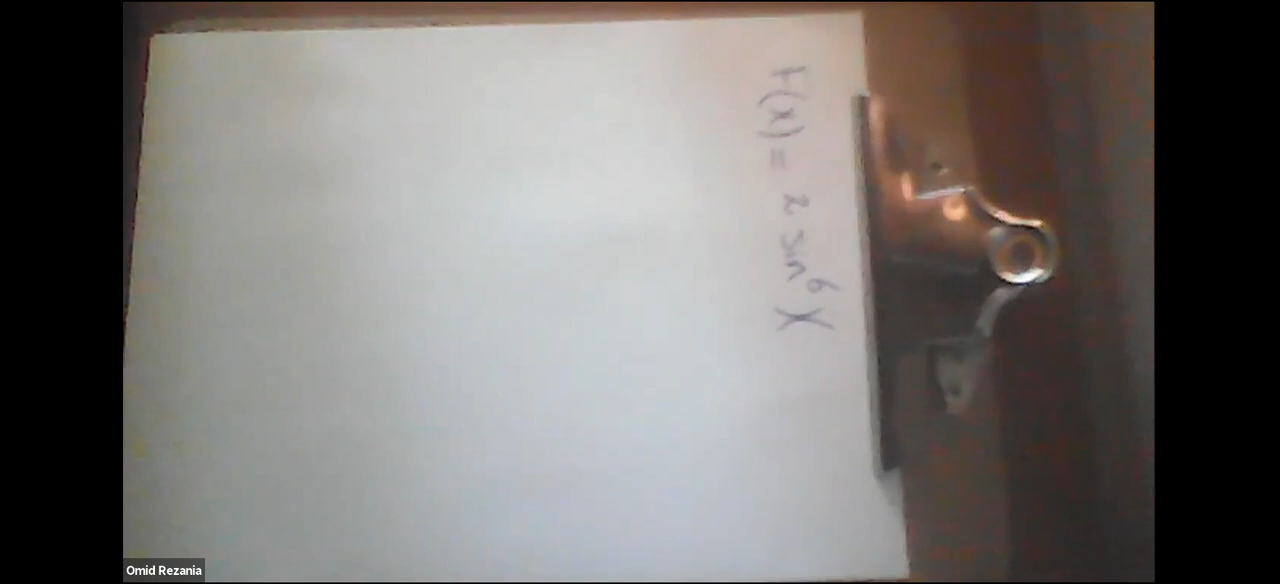 F(x) = 2 sin⁶ x
Omid Rezania